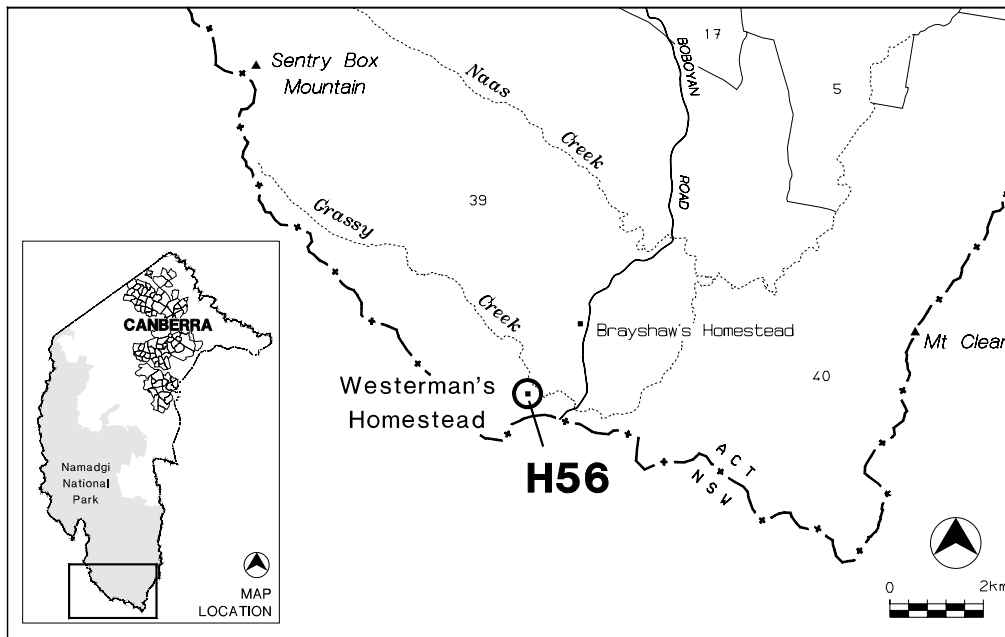 17
BOBOYAN
ROAD
Sentry Box
Mountain
Naas
Creek
5
39
Grassy
Creek
Brayshaw's Homestead
Mt Clear
40
Westerman's
Homestead
H56
ACT
NSW
CANBERRA
Namadgi
National
Park
MAP
LOCATION
0 2km